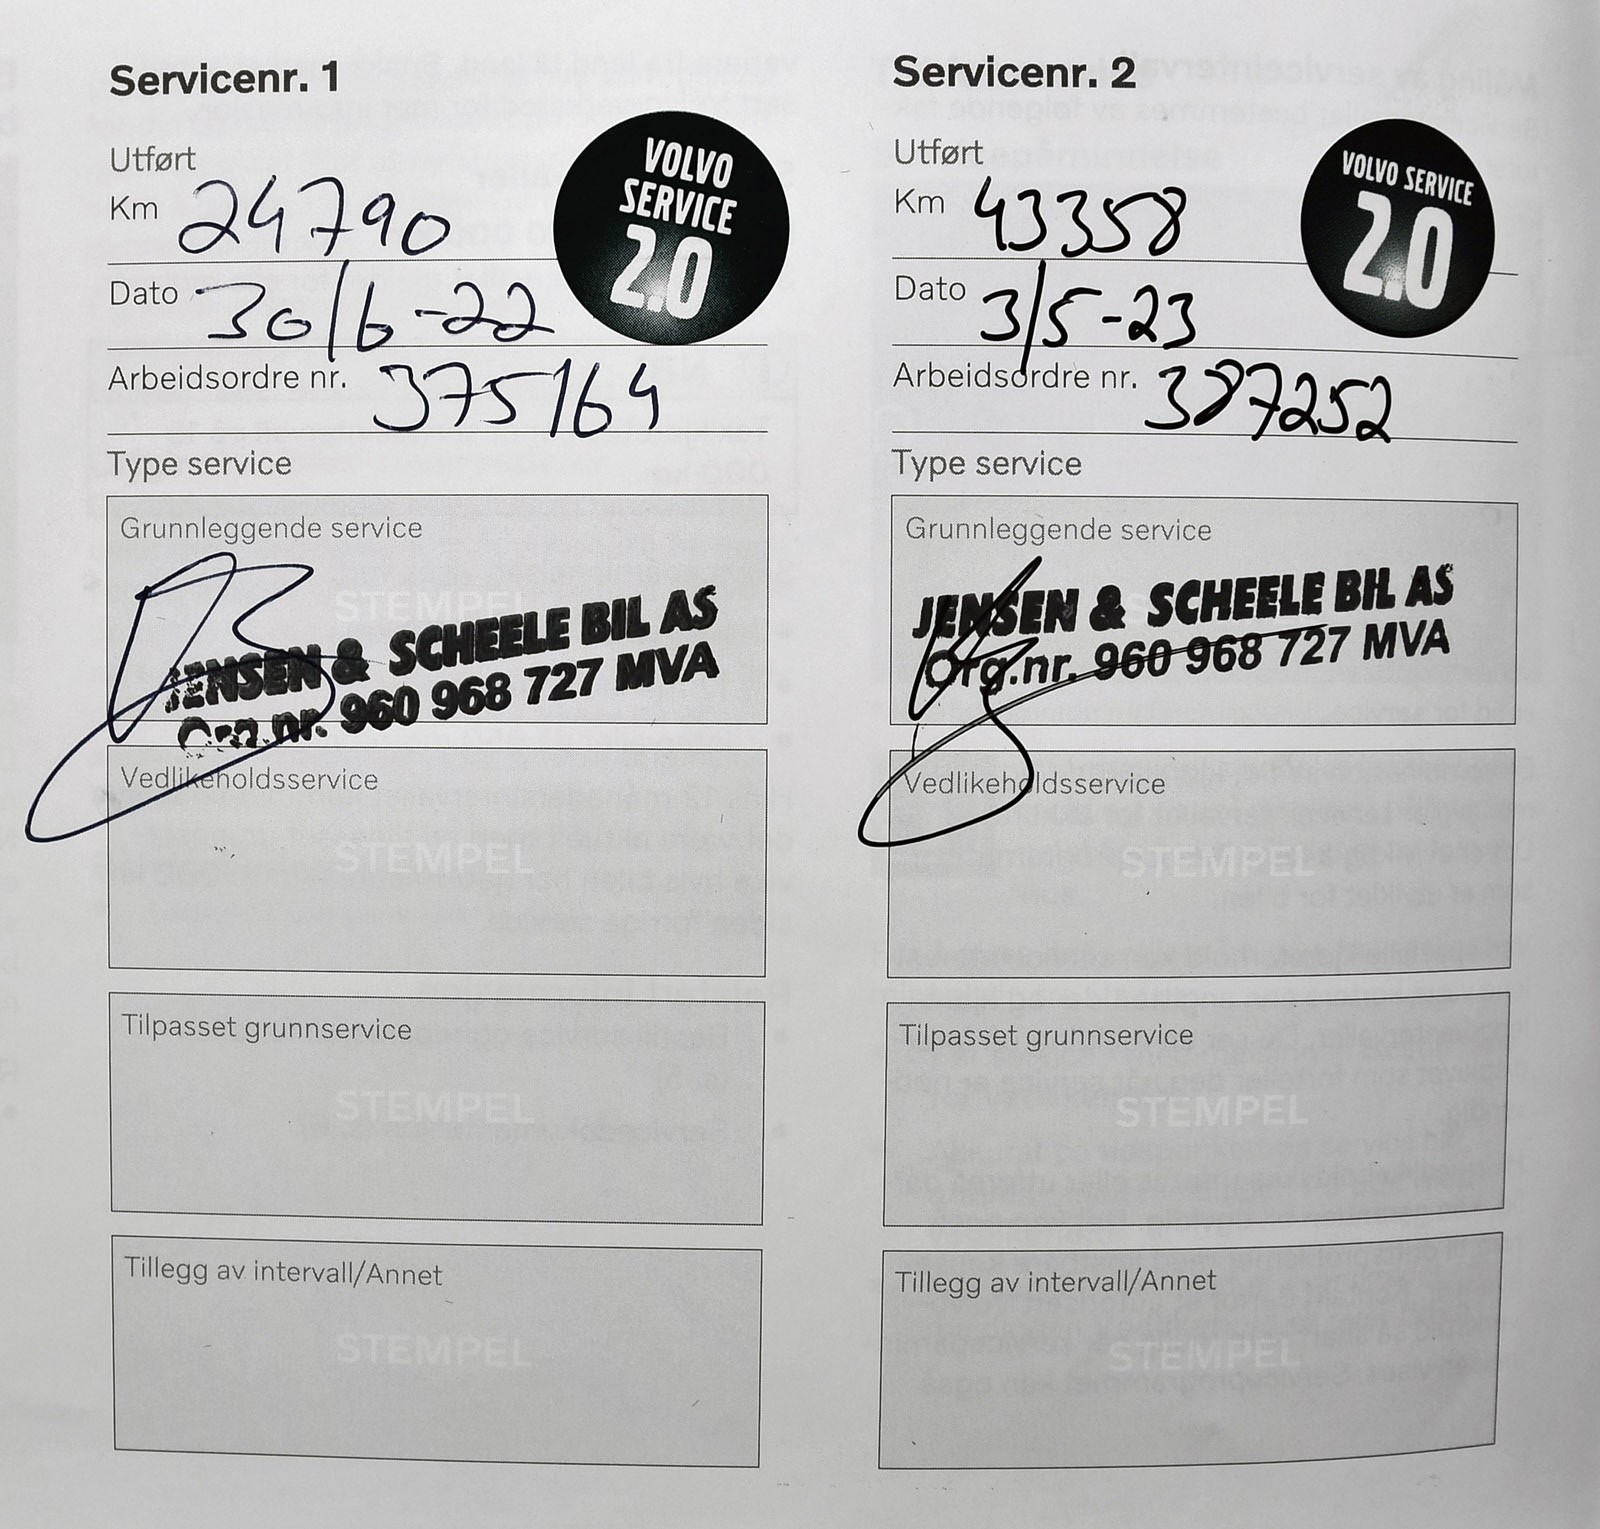 Servicenr. 1
Utført
Km 24790
VOLVO
SERVICE
2.0
Dato 30/6-22
Arbeidsordre nr. 375164
Type service
Grunnleggende service
STEMPEL
JENSEN & SCHEELE BIL AS
Org.nr. 960 968 727 MVA
Vedlikeholdsservice
STEMPEL
Tilpasset grunnservice
STEMPEL
Tillegg av intervall/Annet
STEMPEL
Servicenr. 2
Utført
Km 43358
VOLVO SERVICE
2.0
Dato 3/5-23
Arbeidsordre nr. 387252
Type service
Grunnleggende service
JENSEN & SCHEELE BIL AS
Org.nr. 960 968 727 MVA
Vedlikeholdsservice
STEMPEL
Tilpasset grunnservice
STEMPEL
Tillegg av intervall/Annet
STEMPEL